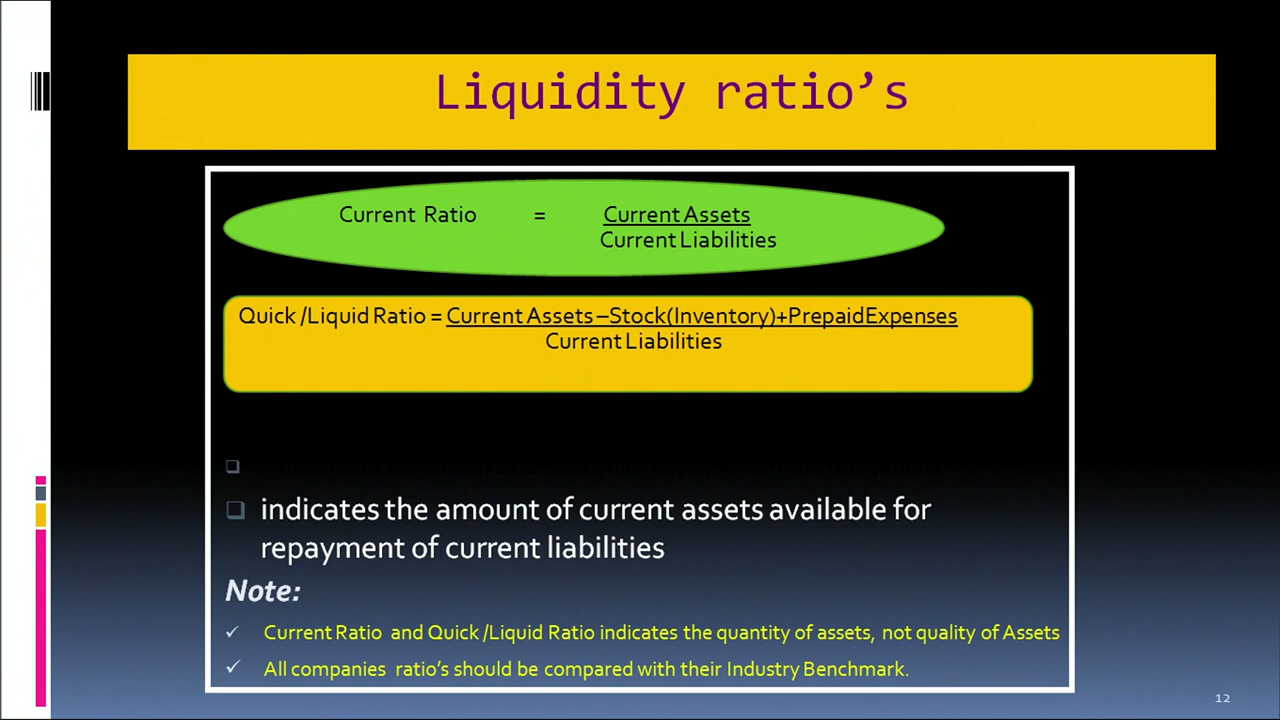 Liquidity ratio’s
Current Ratio = Current Assets
Current Liabilities
Quick /Liquid Ratio = Current Assets –Stock(Inventory)+PrepaidExpenses
Current Liabilities
indicates the amount of current assets available for
repayment of current liabilities
Note:
Current Ratio and Quick /Liquid Ratio indicates the quantity of assets, not quality of Assets
All companies ratio’s should be compared with their Industry Benchmark.
12